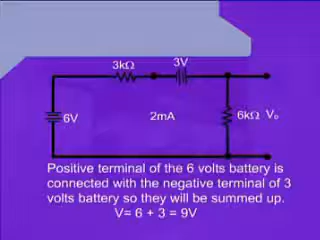 3kΩ 3V
6V 2mA 6kΩ Vₒ
Positive terminal of the 6 volts battery is
connected with the negative terminal of 3
volts battery so they will be summed up.
V= 6 + 3 = 9V